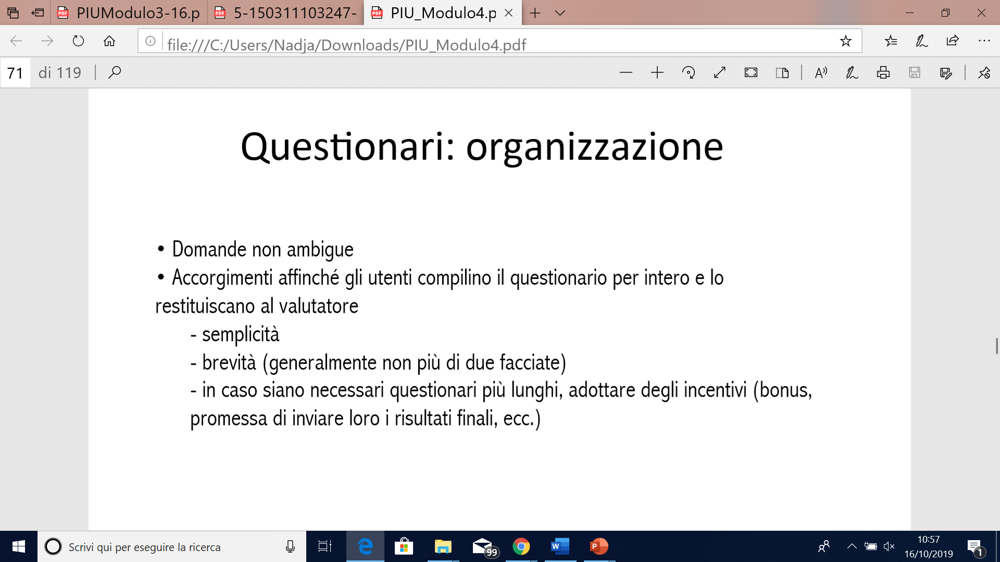 PIUModulo3-16.p
5-150311103247-
PIU_Modulo4.p
file:///C:/Users/Nadja/Downloads/PIU_Modulo4.pdf
71 di 119
Questionari: organizzazione
• Domande non ambigue
• Accorgimenti affinché gli utenti compilino il questionario per intero e lo
restituiscano al valutatore
- semplicità
- brevità (generalmente non più di due facciate)
- in caso siano necessari questionari più lunghi, adottare degli incentivi (bonus,
promessa di inviare loro i risultati finali, ecc.)
Scrivi qui per eseguire la ricerca
99
10:57
16/10/2019
1